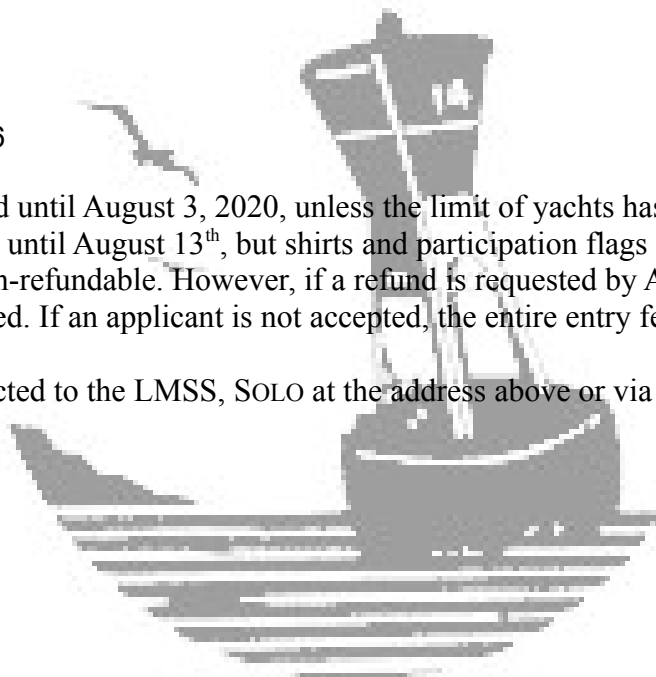 14
6
d until August 3, 2020, unless the limit of yachts has
until August 13th, but shirts and participation flags
n-refundable. However, if a refund is requested by A
ed. If an applicant is not accepted, the entire entry fe
cted to the LMSS, SOLO at the address above or via